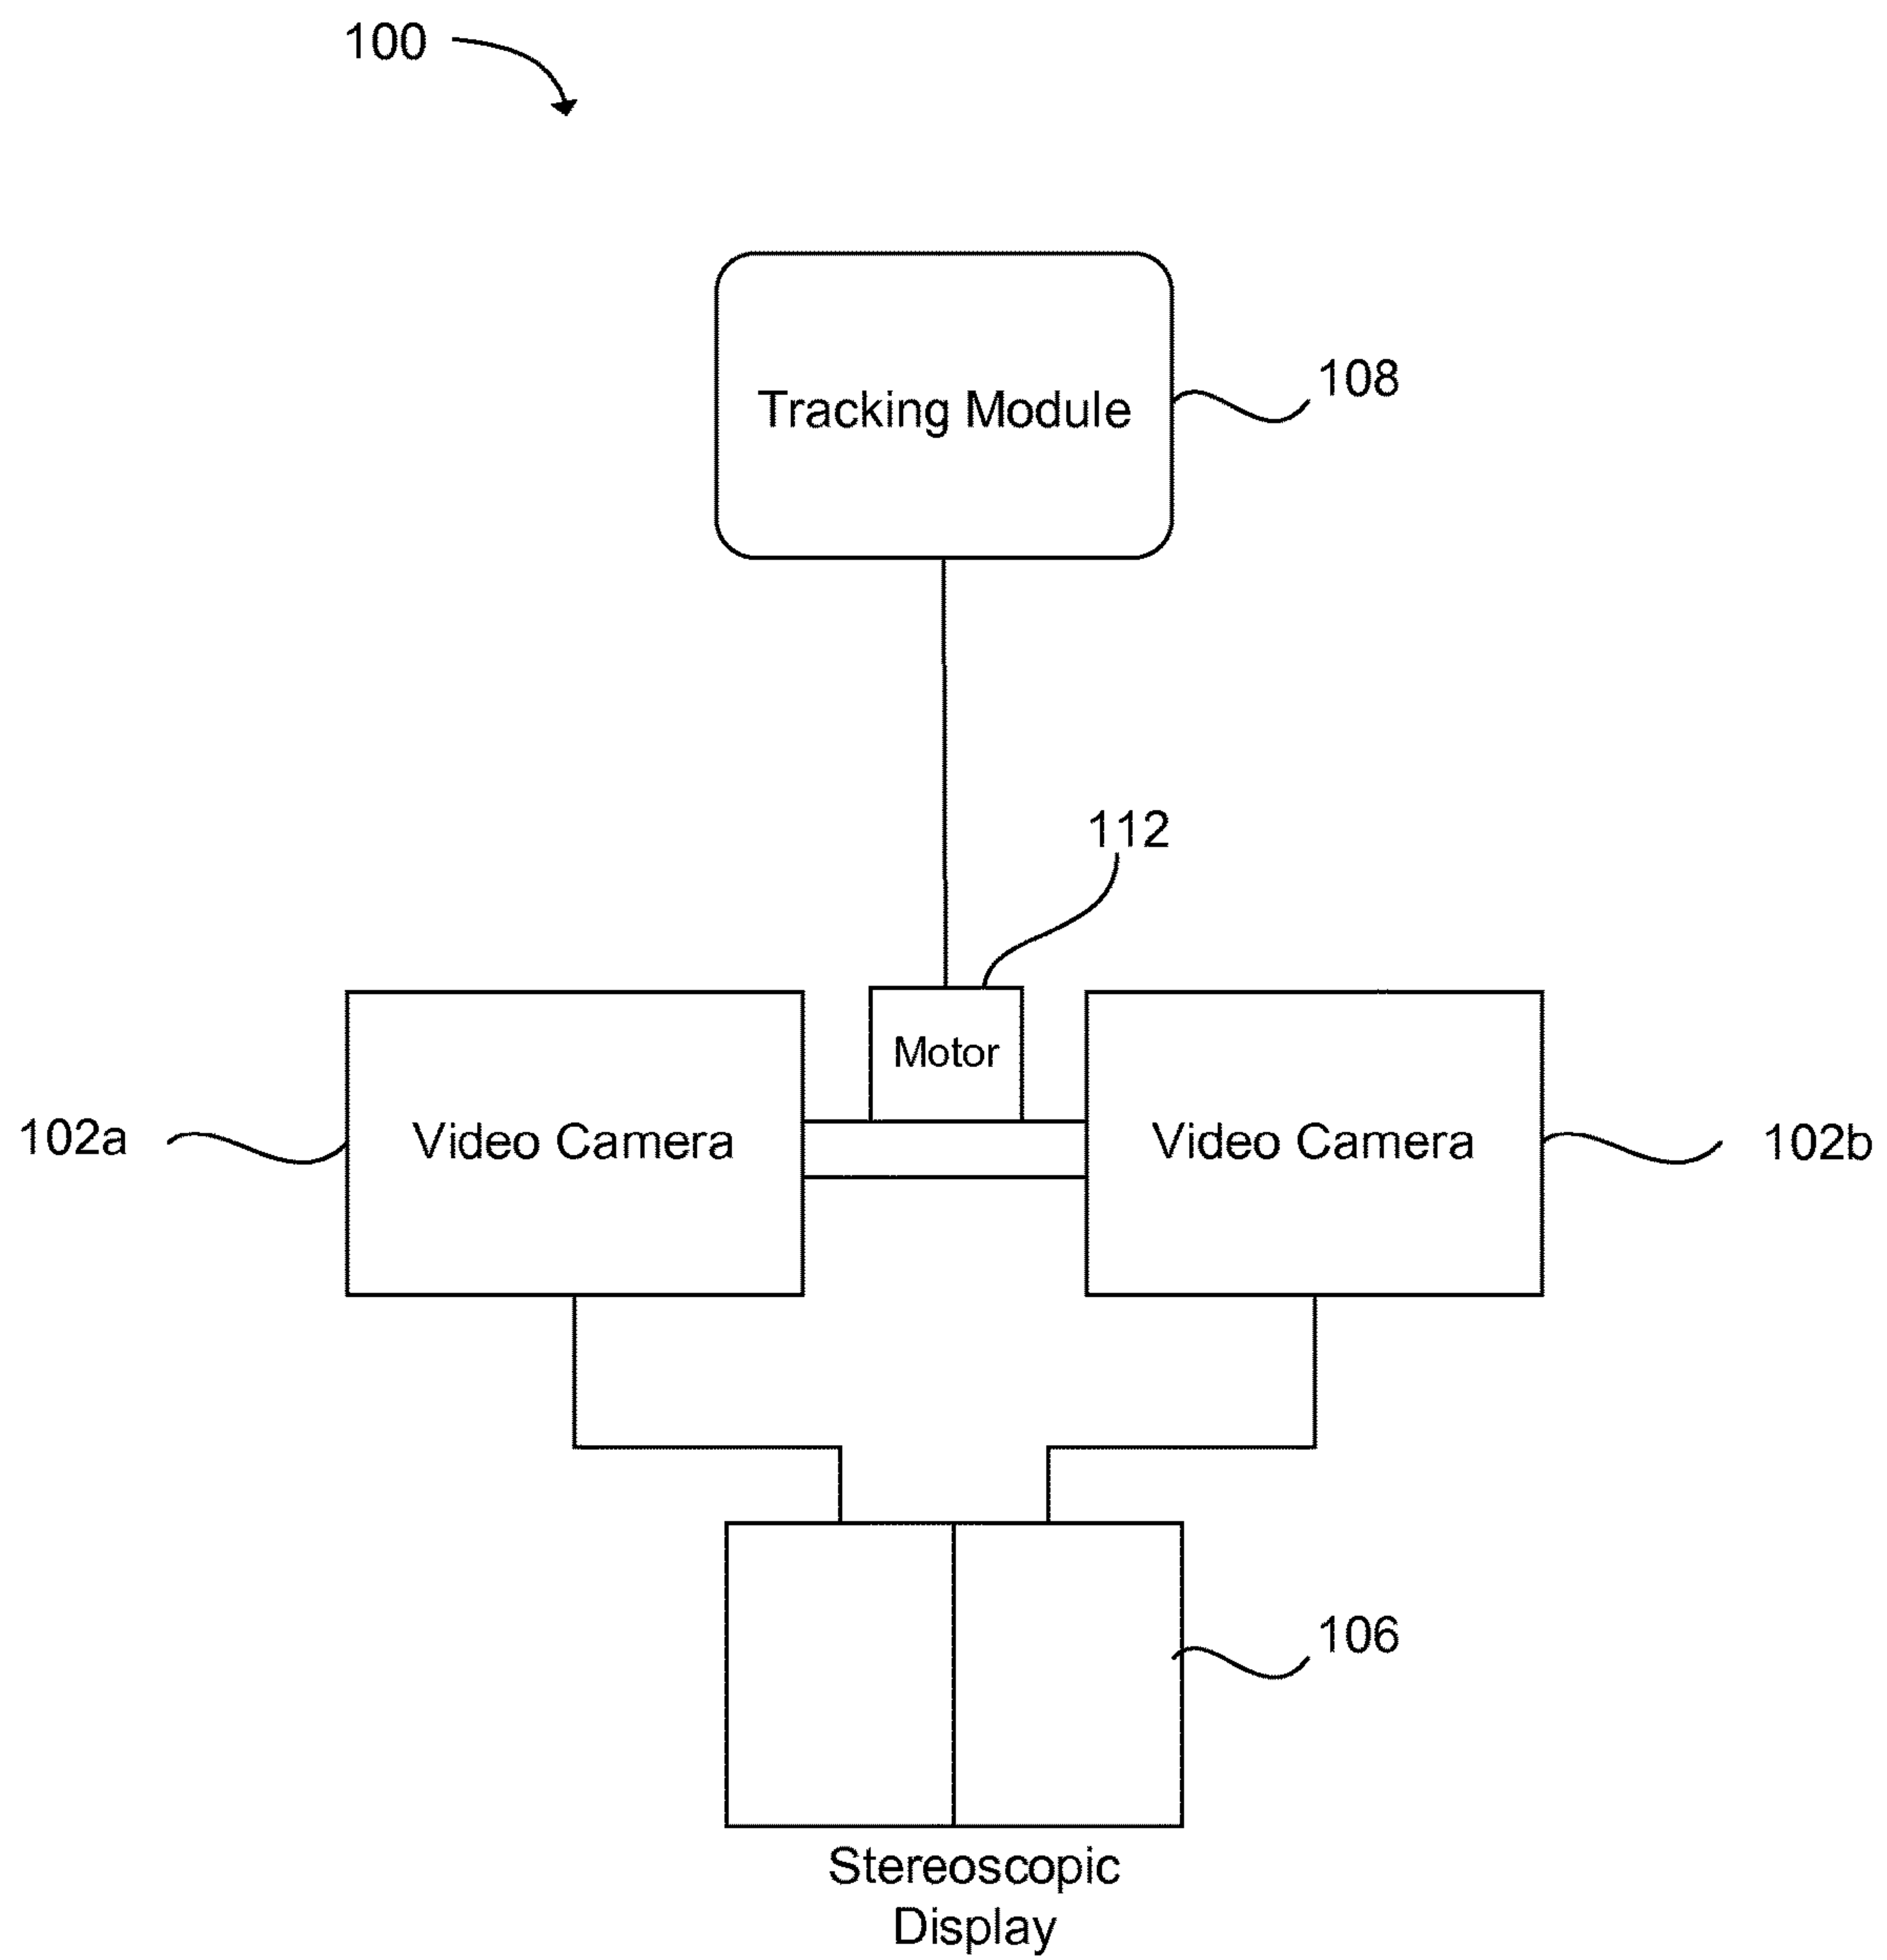 100
Tracking Module
108
112
Motor
102a
Video Camera
Video Camera
102b
106
Stereoscopic
Display